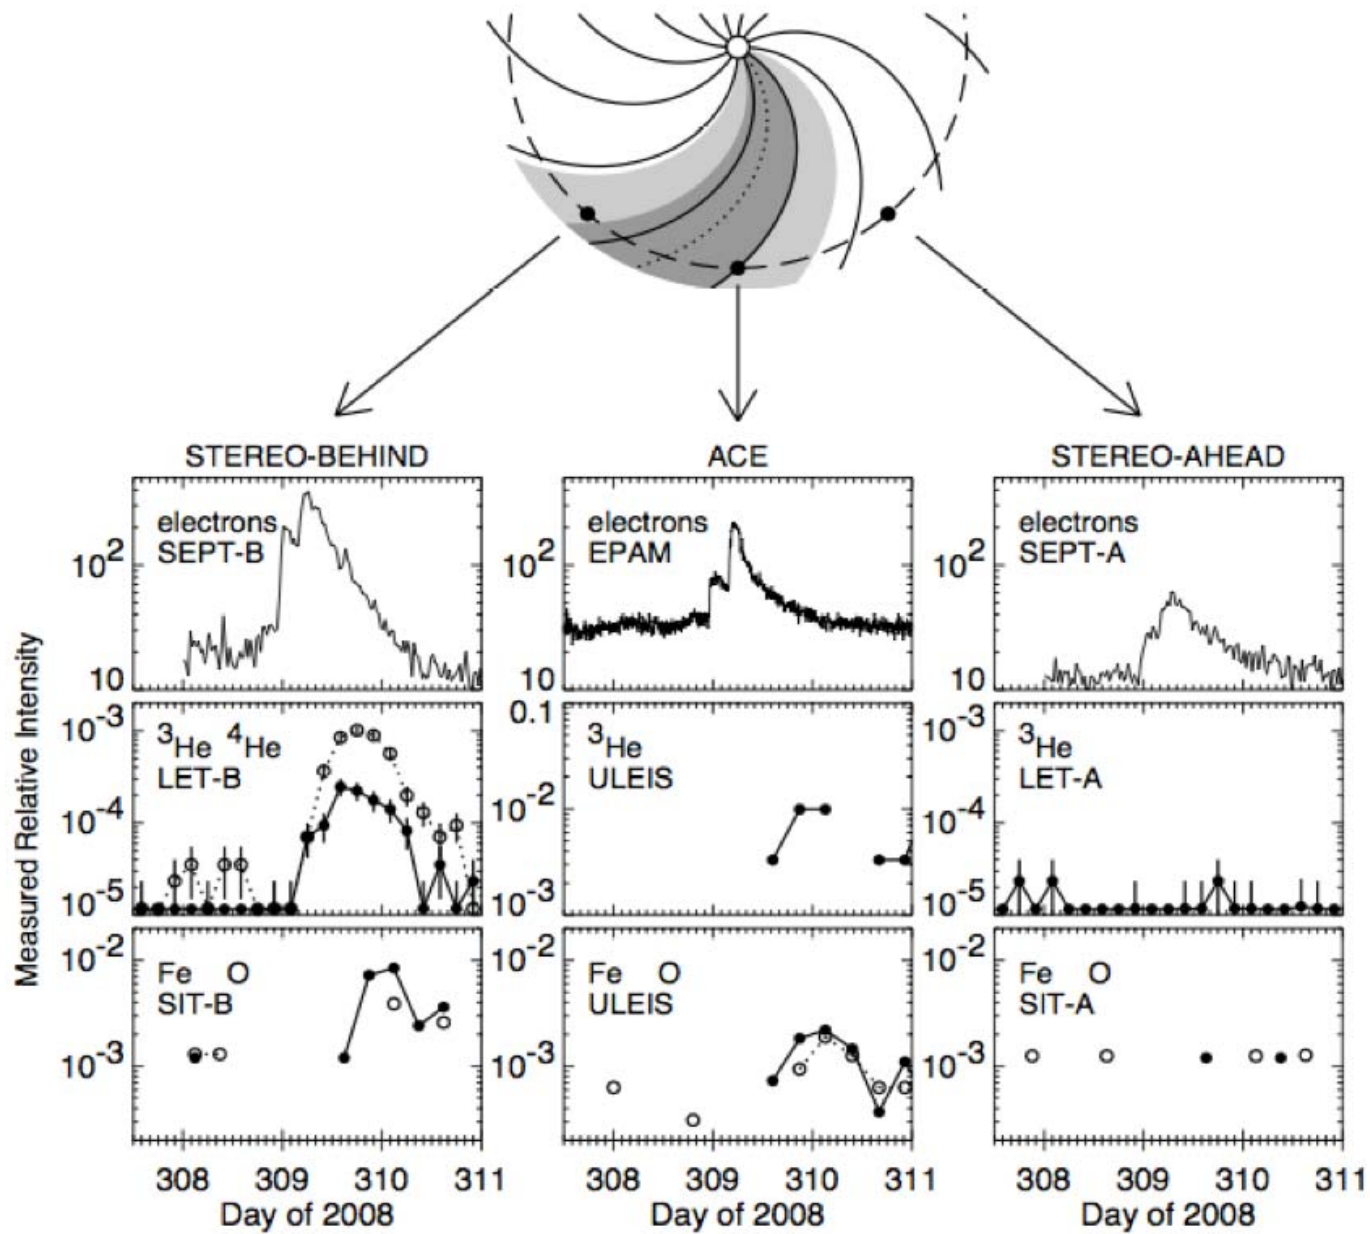 STEREO-BEHIND
ACE
STEREO-AHEAD
Measured Relative Intensity
electrons
SEPT-B
10²
10
electrons
EPAM
10²
10
electrons
SEPT-A
10²
10
³He ⁴He
LET-B
10⁻³
10⁻⁴
10⁻⁵
³He
ULEIS
0.1
10⁻²
10⁻³
³He
LET-A
10⁻³
10⁻⁴
10⁻⁵
Fe O
SIT-B
10⁻²
10⁻³
Fe O
ULEIS
10⁻²
10⁻³
Fe O
SIT-A
10⁻²
10⁻³
308 309 310 311
Day of 2008
308 309 310 311
Day of 2008
308 309 310 311
Day of 2008